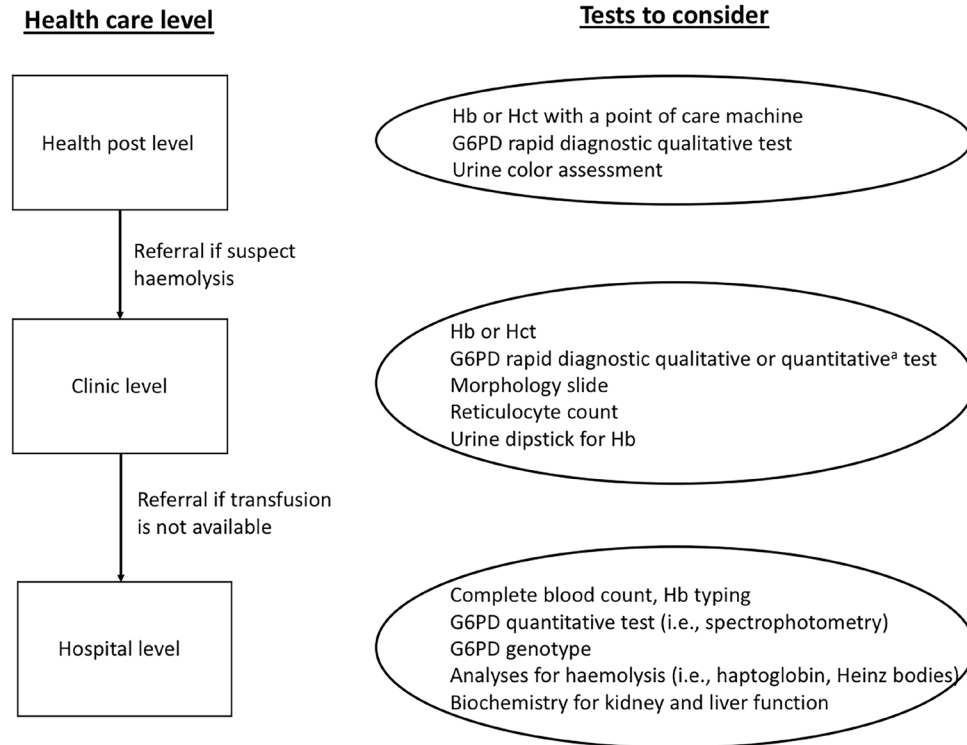 Health care level
Tests to consider
Health post level
Hb or Hct with a point of care machine
G6PD rapid diagnostic qualitative test
Urine color assessment
Referral if suspect
haemolysis
Clinic level
Hb or Hct
G6PD rapid diagnostic qualitative or quantitativeᵃ test
Morphology slide
Reticulocyte count
Urine dipstick for Hb
Referral if transfusion
is not available
Hospital level
Complete blood count, Hb typing
G6PD quantitative test (i.e., spectrophotometry)
G6PD genotype
Analyses for haemolysis (i.e., haptoglobin, Heinz bodies)
Biochemistry for kidney and liver function